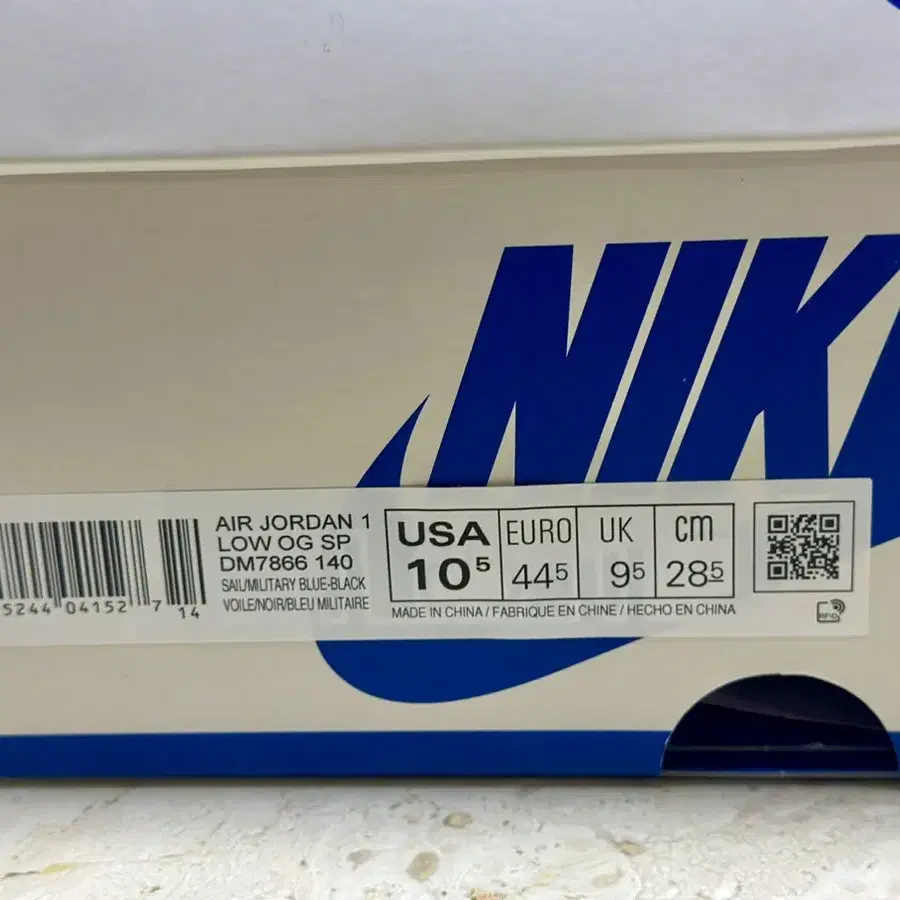 NIK
AIR JORDAN 1
LOW OG SP
DM7866 140
SAIL/MILITARY BLUE-BLACK
VOILE/NOIR/BLEU MILITAIRE
5244 04152 7 14
USA EURO UK cm
10⁵ 44⁵ 9⁵ 28⁵
MADE IN CHINA / FABRIQUE EN CHINE / HECHO EN CHINA
RFID